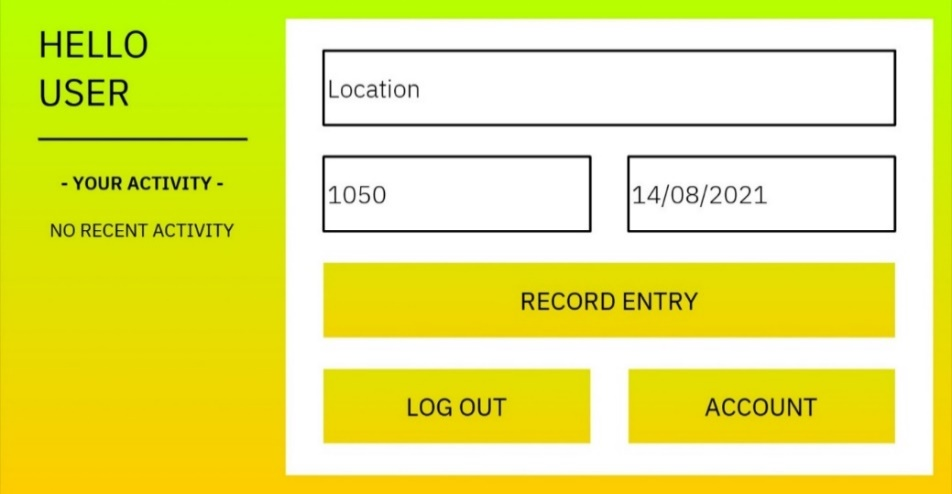 HELLO
USER
- YOUR ACTIVITY -
NO RECENT ACTIVITY
Location
1050
14/08/2021
RECORD ENTRY
LOG OUT
ACCOUNT